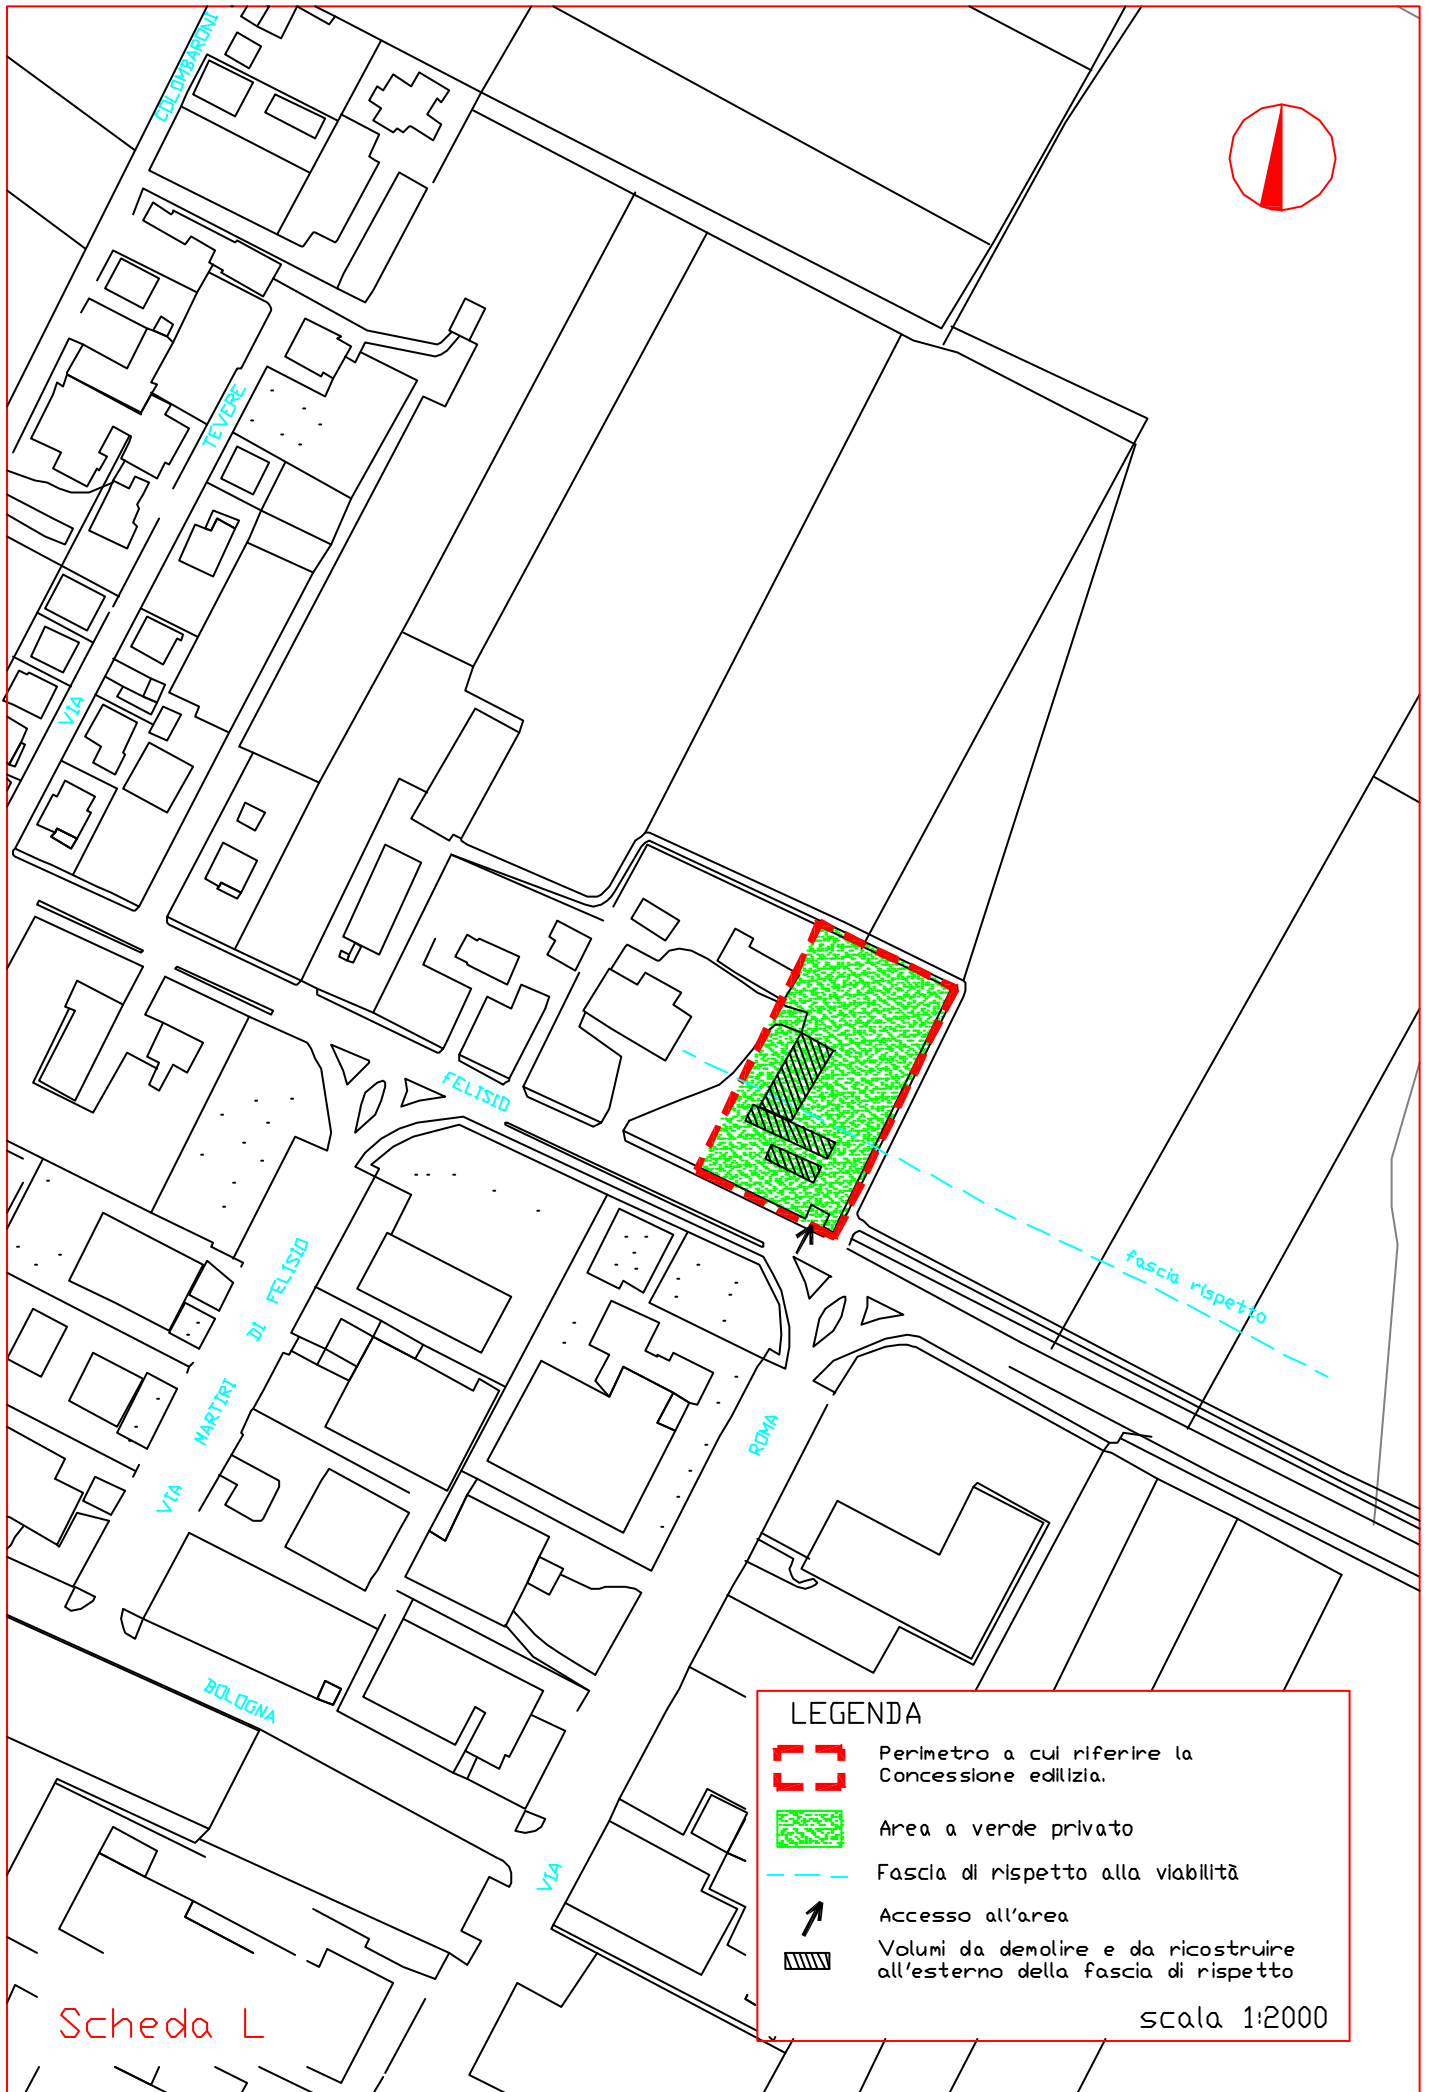 COLOMBARONI
TEVERE
VIA
FELISIO
fascia rispetto
DI FELISIO
MARTIRI
VIA
ROMA
BOLOGNA
VIA
LEGENDA
Perimetro a cui riferire la
Concessione edilizia.
Area a verde privato
Fascia di rispetto alla viabilità
Accesso all'area
Volumi da demolire e da ricostruire
all'esterno della fascia di rispetto
scala 1:2000
Scheda L